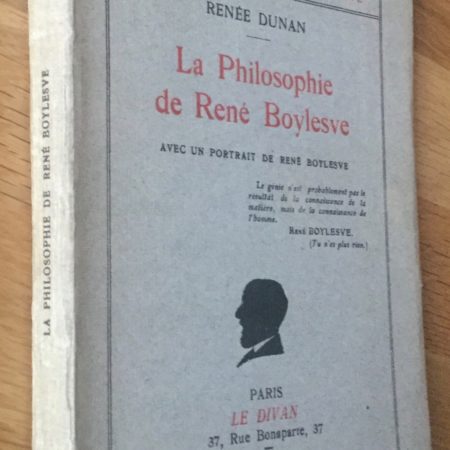 RENÉE DUNAN
La Philosophie
de René Boylesve
AVEC UN PORTRAIT DE RENÉ BOYLESVE
Le génie n'est probablement pas le
résultat de la connaissance de la
matière, mais de la connaissance de
l'homme.
René BOYLESVE.
(Tu n'es plus rien.)
PARIS
LE DIVAN
37, Rue Bonaparte, 37
LA PHILOSOPHIE DE RENÉ BOYLESVE